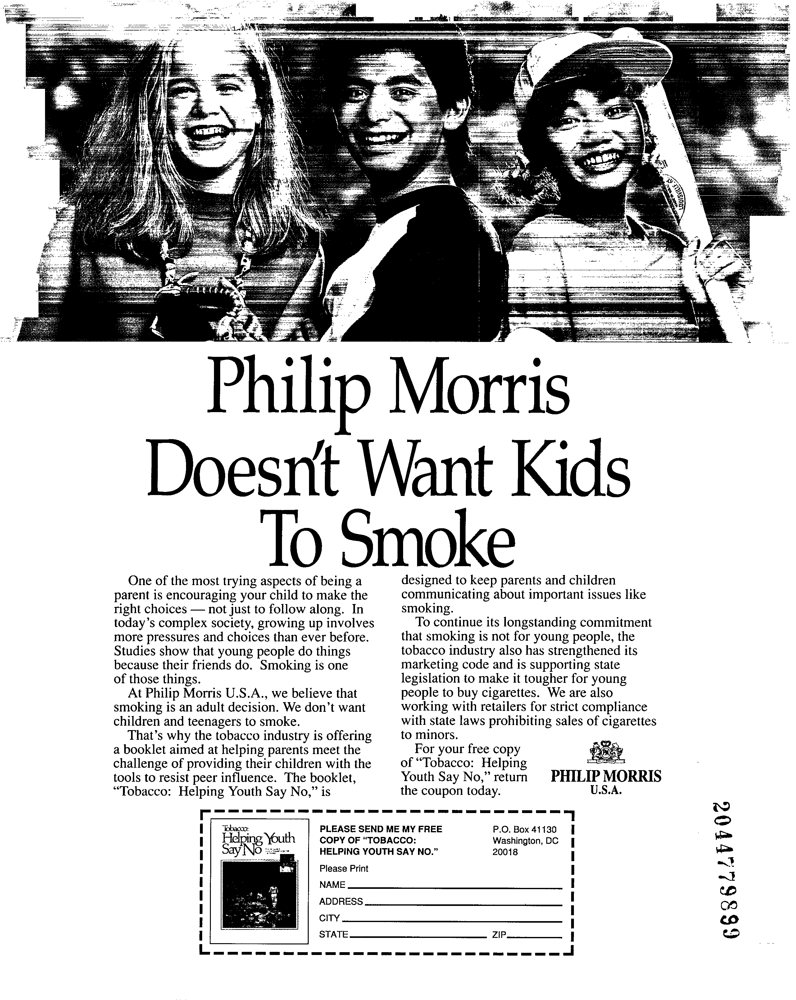 Philip Morris
Doesn't Want Kids
To Smoke
One of the most trying aspects of being a
parent is encouraging your child to make the
right choices — not just to follow along. In
today's complex society, growing up involves
more pressures and choices than ever before.
Studies show that young people do things
because their friends do. Smoking is one
of those things.
At Philip Morris U.S.A., we believe that
smoking is an adult decision. We don't want
children and teenagers to smoke.
That's why the tobacco industry is offering
a booklet aimed at helping parents meet the
challenge of providing their children with the
tools to resist peer influence. The booklet,
“Tobacco: Helping Youth Say No,” is
designed to keep parents and children
communicating about important issues like
smoking.
To continue its longstanding commitment
that smoking is not for young people, the
tobacco industry also has strengthened its
marketing code and is supporting state
legislation to make it tougher for young
people to buy cigarettes. We are also
working with retailers for strict compliance
with state laws prohibiting sales of cigarettes
to minors.
For your free copy
of “Tobacco: Helping
Youth Say No,” return
the coupon today.
PHILIP MORRIS
U.S.A.
Tobacco:
Helping Youth
Say No
PLEASE SEND ME MY FREE
COPY OF “TOBACCO:
HELPING YOUTH SAY NO.”
P.O. Box 41130
Washington, DC
20018
Please Print
NAME
ADDRESS
CITY
STATE ZIP
2044779899